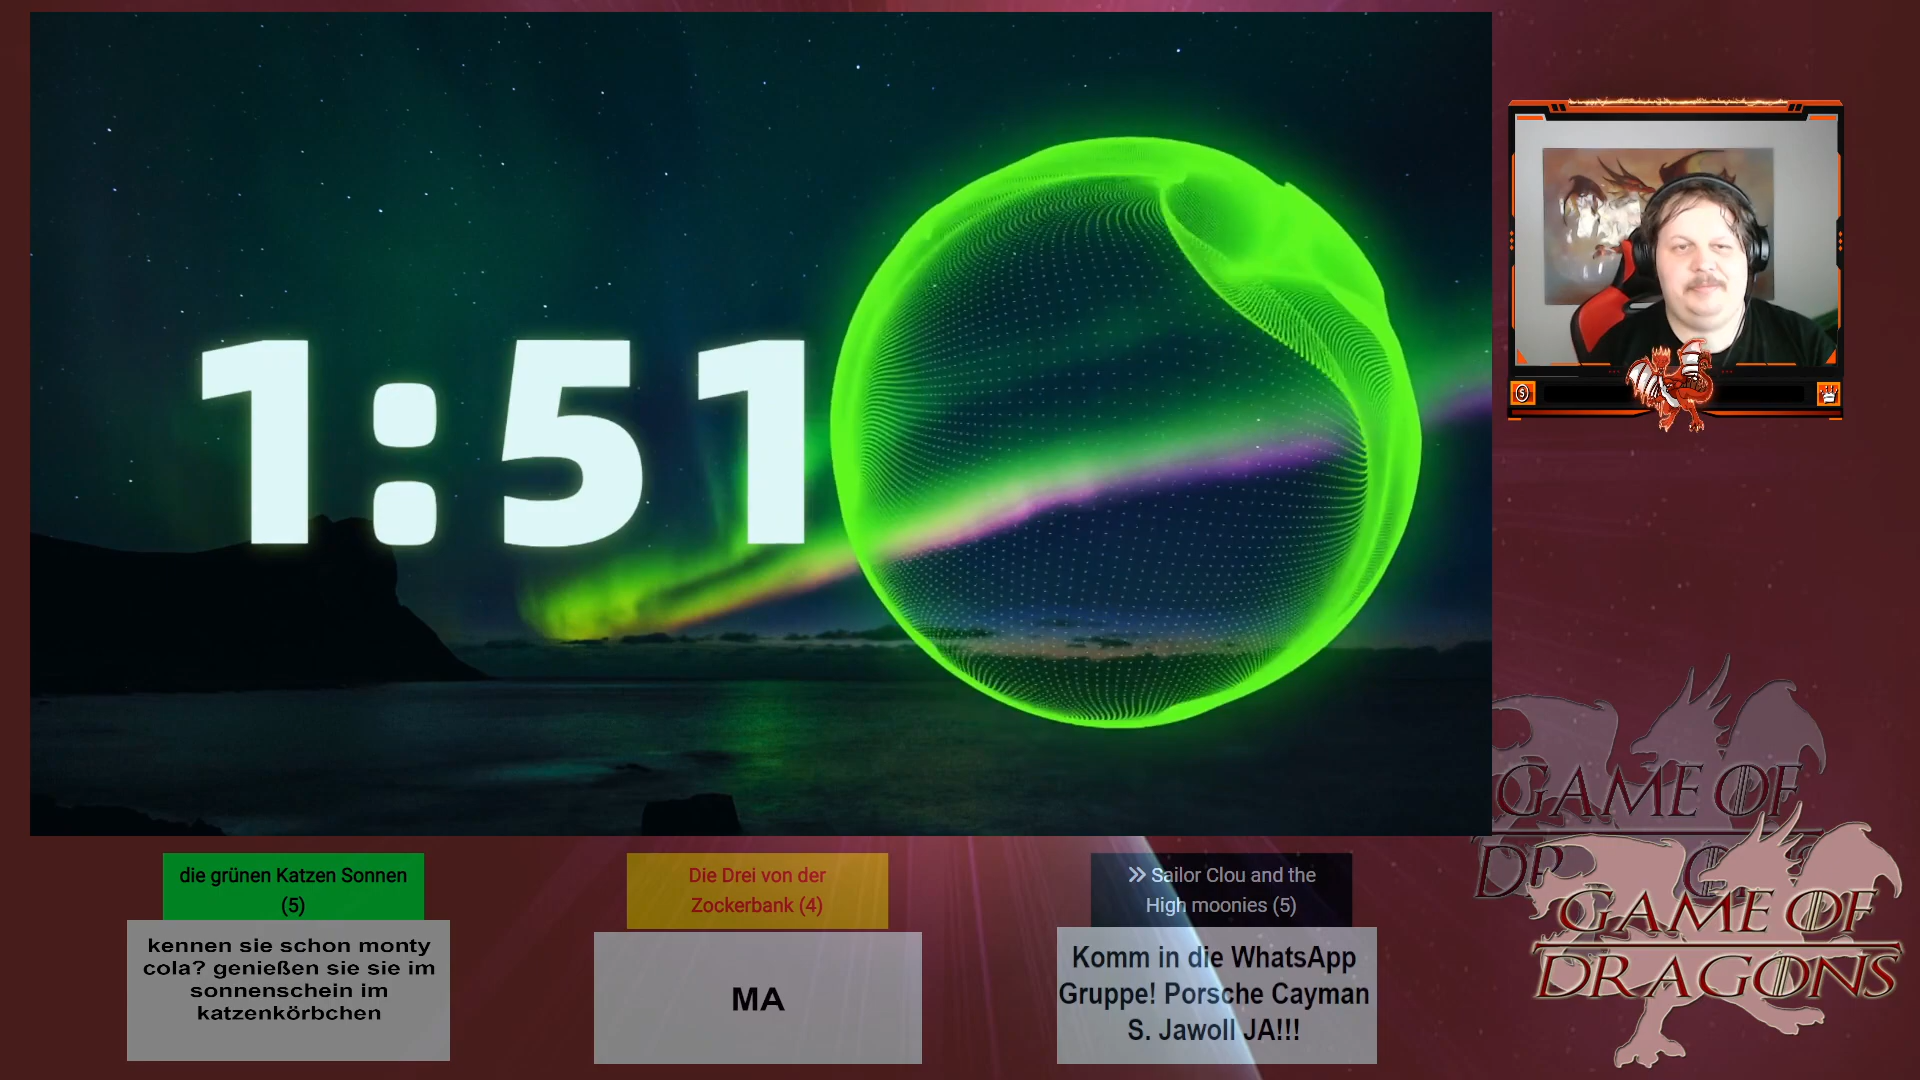 1:51
die grünen Katzen Sonnen
(5)
kennen sie schon monty
cola? genießen sie sie im
sonnenschein im
katzenkörbchen
Die Drei von der
Zockerbank (4)
MA
Sailor Clou and the
High moonies (5)
Komm in die WhatsApp
Gruppe! Porsche Cayman
S. Jawoll JA!!!
GAME OF
GAME OF
DRAGONS